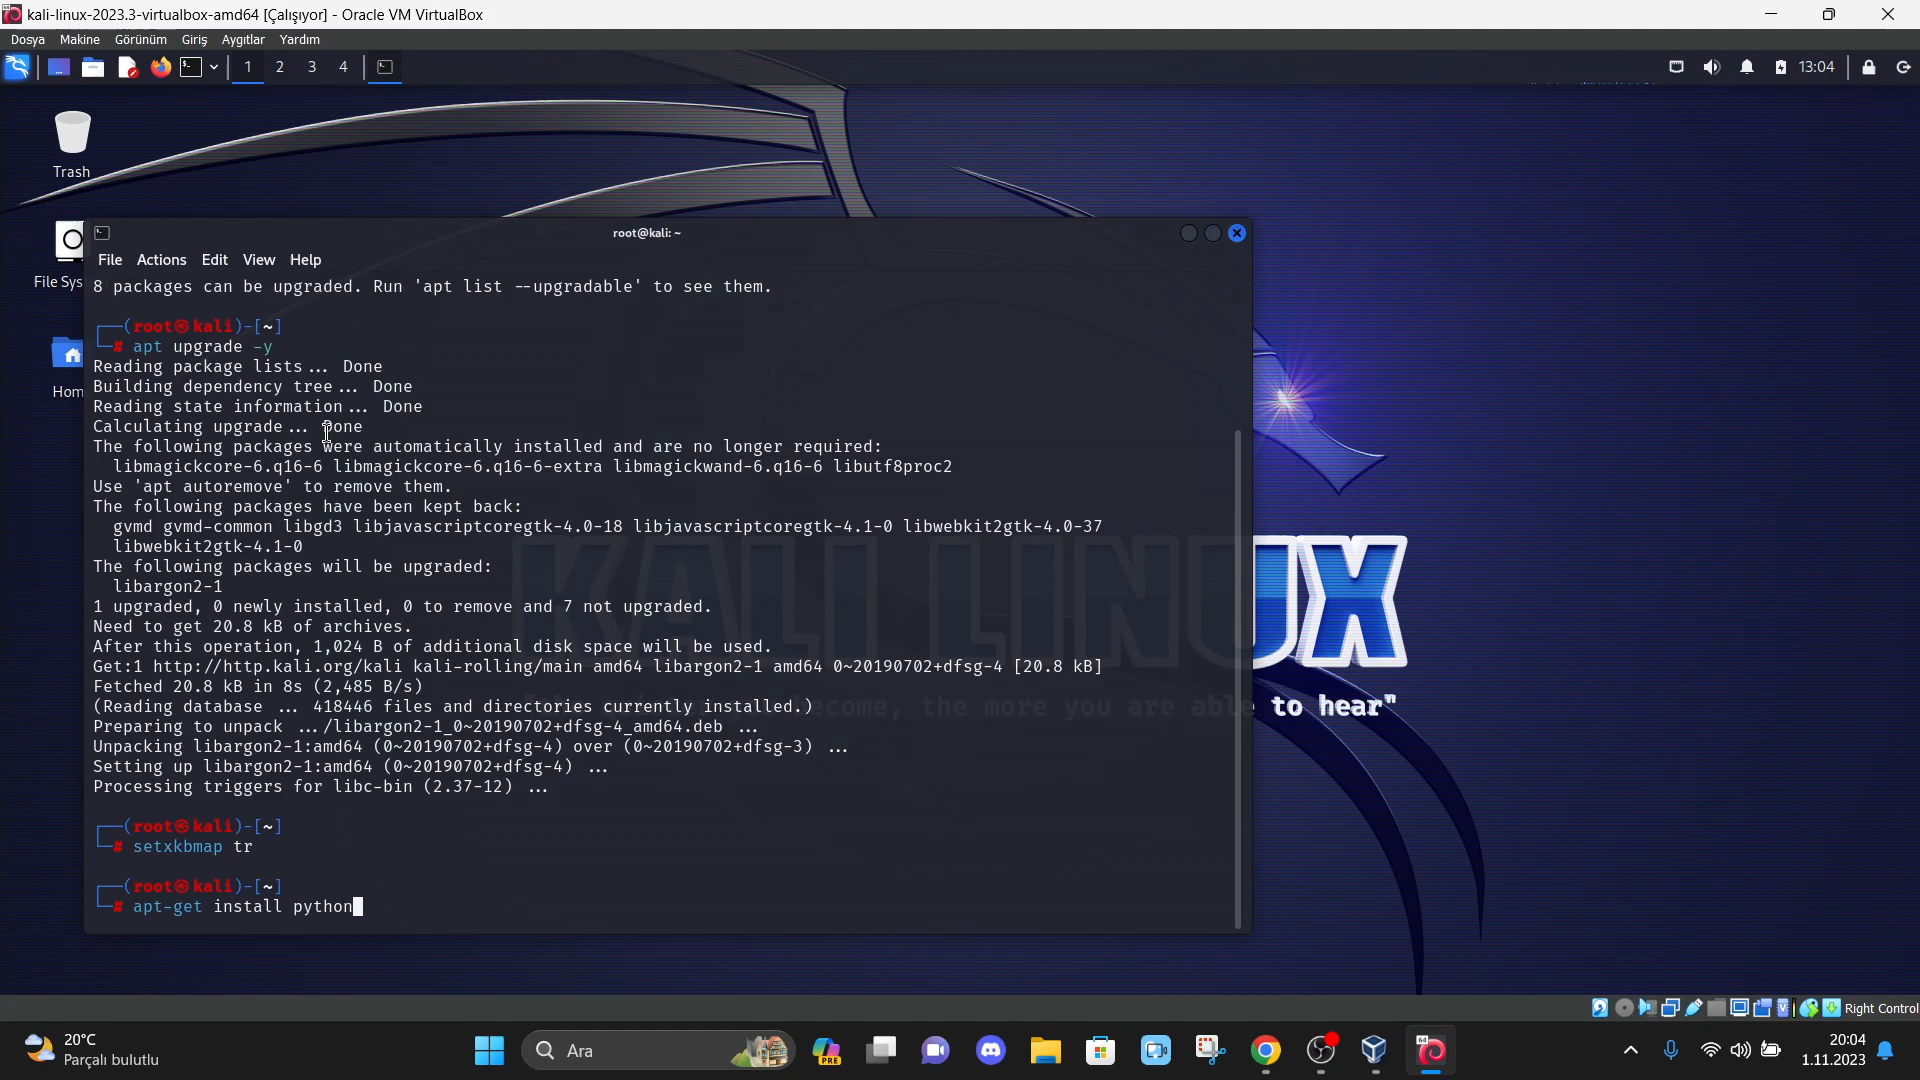 kali-linux-2023.3-virtualbox-amd64 [Çalışıyor] - Oracle VM VirtualBox
Dosya Makine Görünüm Giriş Aygıtlar Yardım
1 2 3 4 13:04
Trash
File Sys
Hom
root@kali: ~
File Actions Edit View Help
8 packages can be upgraded. Run 'apt list --upgradable' to see them.
┌──(root㉿kali)-[~]
└─# apt upgrade -y
Reading package lists... Done
Building dependency tree... Done
Reading state information... Done
Calculating upgrade... Done
The following packages were automatically installed and are no longer required:
libmagickcore-6.q16-6 libmagickcore-6.q16-6-extra libmagickwand-6.q16-6 libutf8proc2
Use 'apt autoremove' to remove them.
The following packages have been kept back:
gvmd gvmd-common libgd3 libjavascriptcoregtk-4.0-18 libjavascriptcoregtk-4.1-0 libwebkit2gtk-4.0-37
libwebkit2gtk-4.1-0
The following packages will be upgraded:
libargon2-1
1 upgraded, 0 newly installed, 0 to remove and 7 not upgraded.
Need to get 20.8 kB of archives.
After this operation, 1,024 B of additional disk space will be used.
Get:1 http://http.kali.org/kali kali-rolling/main amd64 libargon2-1 amd64 0~20190702+dfsg-4 [20.8 kB]
Fetched 20.8 kB in 8s (2,485 B/s)
(Reading database ... 418446 files and directories currently installed.)
Preparing to unpack .../libargon2-1_0~20190702+dfsg-4_amd64.deb ...
Unpacking libargon2-1:amd64 (0~20190702+dfsg-4) over (0~20190702+dfsg-3) ...
Setting up libargon2-1:amd64 (0~20190702+dfsg-4) ...
Processing triggers for libc-bin (2.37-12) ...
┌──(root㉿kali)-[~]
└─# setxkbmap tr
┌──(root㉿kali)-[~]
└─# apt-get install python
KALI LINUX
become, the more you are able to hear"
Right Control
20°C
Parçalı bulutlu
Ara
PRE
64
20:04
1.11.2023